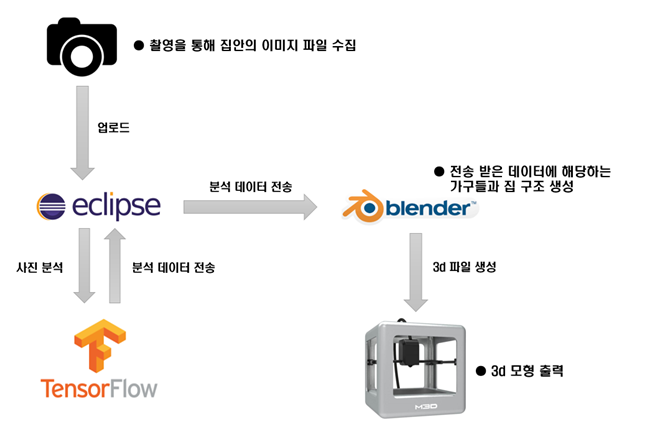 ● 촬영을 통해 집안의 이미지 파일 수집
업로드
분석 데이터 전송
● 전송 받은 데이터에 해당하는
가구들과 집 구조 생성
eclipse
blender™
사진 분석
분석 데이터 전송
3d 파일 생성
TensorFlow
● 3d 모형 출력
M3D